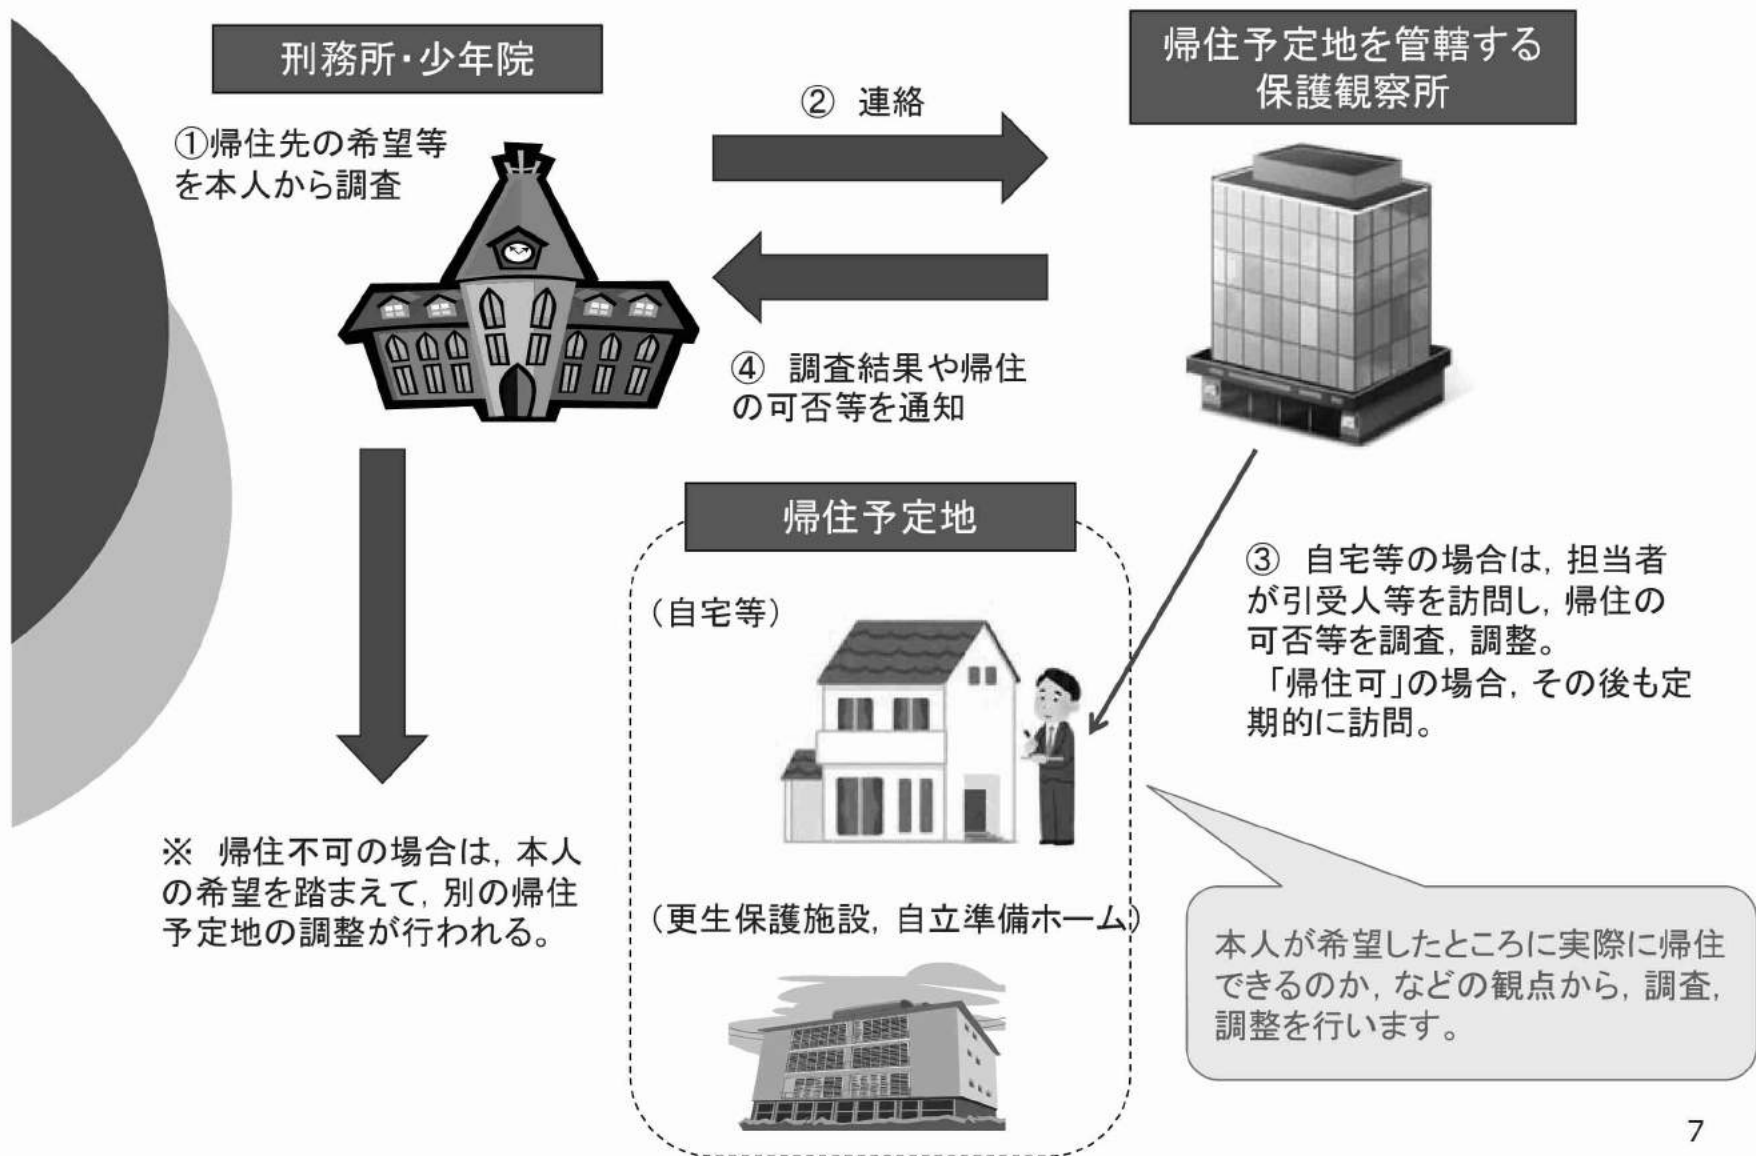 刑務所・少年院
①帰住先の希望等
を本人から調査
② 連絡
帰住予定地を管轄する
保護観察所
④ 調査結果や帰住
の可否等を通知
帰住予定地
(自宅等)
③ 自宅等の場合は，担当者
が引受人等を訪問し，帰住の
可否等を調査，調整。
「帰住可」の場合，その後も定
期的に訪問。
※ 帰住不可の場合は，本人
の希望を踏まえて，別の帰住
予定地の調整が行われる。
(更生保護施設，自立準備ホーム)
本人が希望したところに実際に帰住
できるのか，などの観点から，調査，
調整を行います。
7